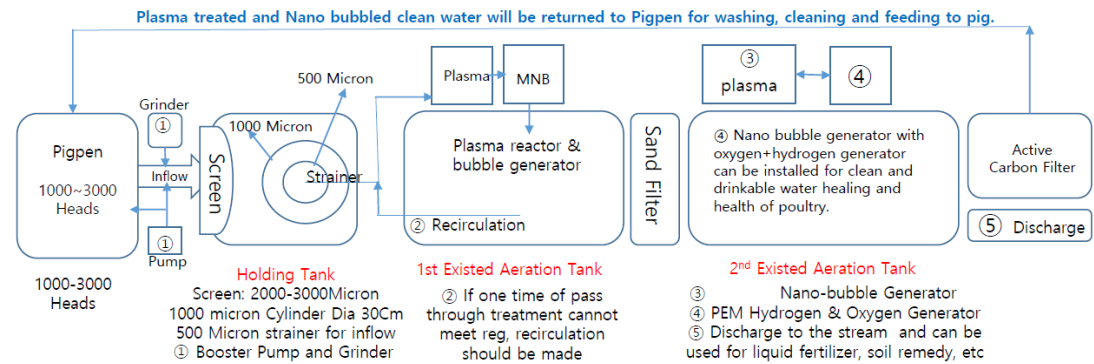 Plasma treated and Nano bubbled clean water will be returned to Pigpen for washing, cleaning and feeding to pig.
Grinder
①
Pigpen
1000~3000
Heads
Inflow
①
Pump
1000-3000
Heads
Screen
500 Micron
1000 Micron
Strainer
Holding Tank
Screen: 2000-3000Micron
1000 micron Cylinder Dia 30Cm
500 Micron strainer for inflow
① Booster Pump and Grinder
Plasma
MNB
Plasma reactor &
bubble generator
② Recirculation
1st Existed Aeration Tank
② If one time of pass
through treatment cannot
meet reg, recirculation
should be made
Sand Filter
③
plasma
④
④ Nano bubble generator with
oxygen+hydrogen generator
can be installed for clean and
drinkable water healing and
health of poultry.
2nd Existed Aeration Tank
③ Nano-bubble Generator
④ PEM Hydrogen & Oxygen Generator
⑤ Discharge to the stream and can be
used for liquid fertilizer, soil remedy, etc
Active
Carbon Filter
⑤ Discharge